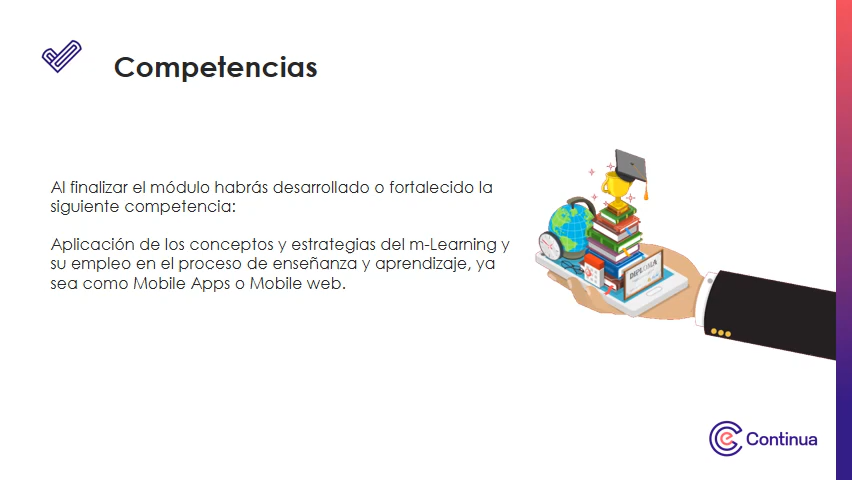 Competencias
Al finalizar el módulo habrás desarrollado o fortalecido la
siguiente competencia:
Aplicación de los conceptos y estrategias del m-Learning y
su empleo en el proceso de enseñanza y aprendizaje, ya
sea como Mobile Apps o Mobile web.
DIPLOMA
Continua